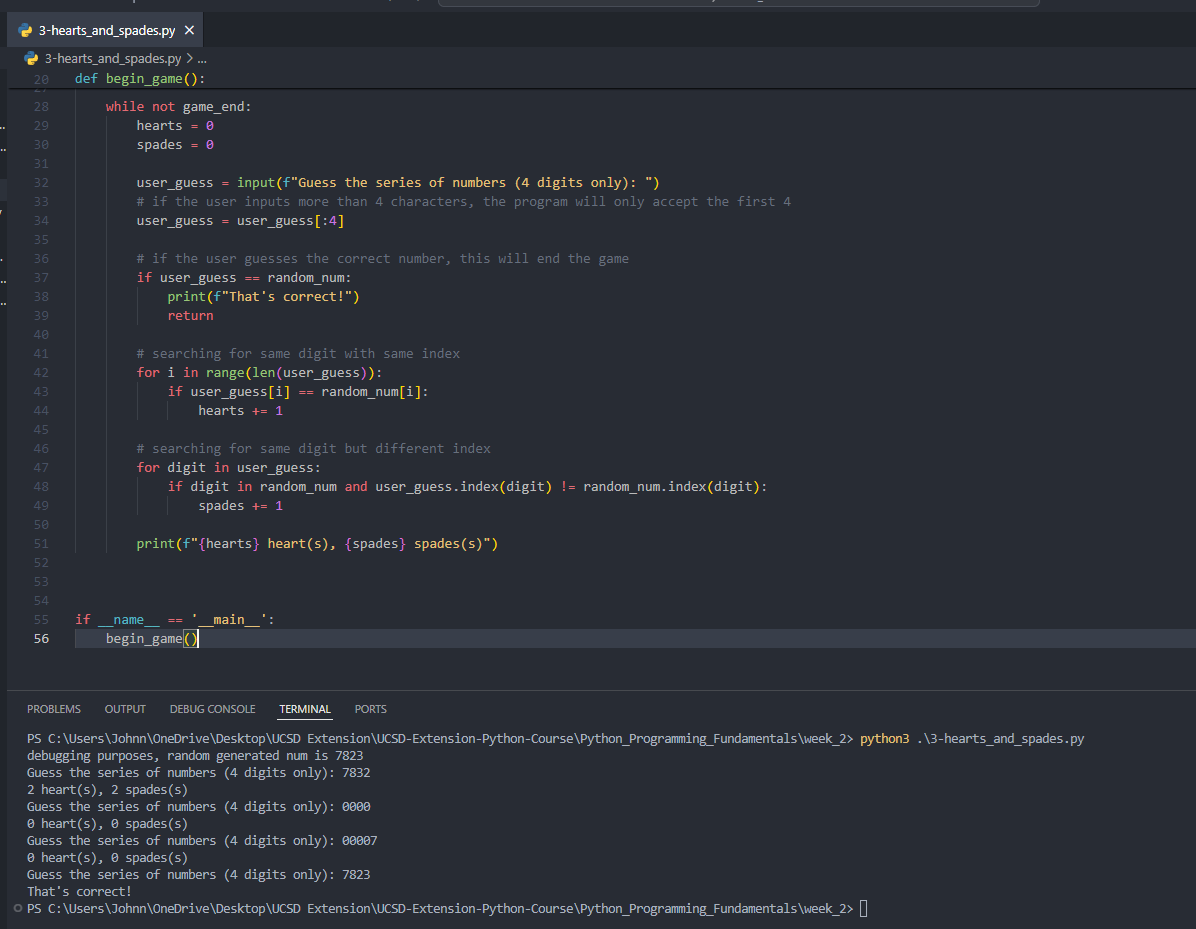 3-hearts_and_spades.py ×
3-hearts_and_spades.py > ...
20 def begin_game():
28 while not game_end:
29 hearts = 0
30 spades = 0
31
32 user_guess = input(f"Guess the series of numbers (4 digits only): ")
33 # if the user inputs more than 4 characters, the program will only accept the first 4
34 user_guess = user_guess[:4]
35
36 # if the user guesses the correct number, this will end the game
37 if user_guess == random_num:
38 print(f"That's correct!")
39 return
40
41 # searching for same digit with same index
42 for i in range(len(user_guess)):
43 if user_guess[i] == random_num[i]:
44 hearts += 1
45
46 # searching for same digit but different index
47 for digit in user_guess:
48 if digit in random_num and user_guess.index(digit) != random_num.index(digit):
49 spades += 1
50
51 print(f"{hearts} heart(s), {spades} spades(s)")
52
53
54
55 if __name__ == '__main__':
56 begin_game()
PROBLEMS OUTPUT DEBUG CONSOLE TERMINAL PORTS
PS C:\Users\Johnn\OneDrive\Desktop\UCSD Extension\UCSD-Extension-Python-Course\Python_Programming_Fundamentals\week_2> python3 .\3-hearts_and_spades.py
debugging purposes, random generated num is 7823
Guess the series of numbers (4 digits only): 7832
2 heart(s), 2 spades(s)
Guess the series of numbers (4 digits only): 0000
0 heart(s), 0 spades(s)
Guess the series of numbers (4 digits only): 00007
0 heart(s), 0 spades(s)
Guess the series of numbers (4 digits only): 7823
That's correct!
PS C:\Users\Johnn\OneDrive\Desktop\UCSD Extension\UCSD-Extension-Python-Course\Python_Programming_Fundamentals\week_2>